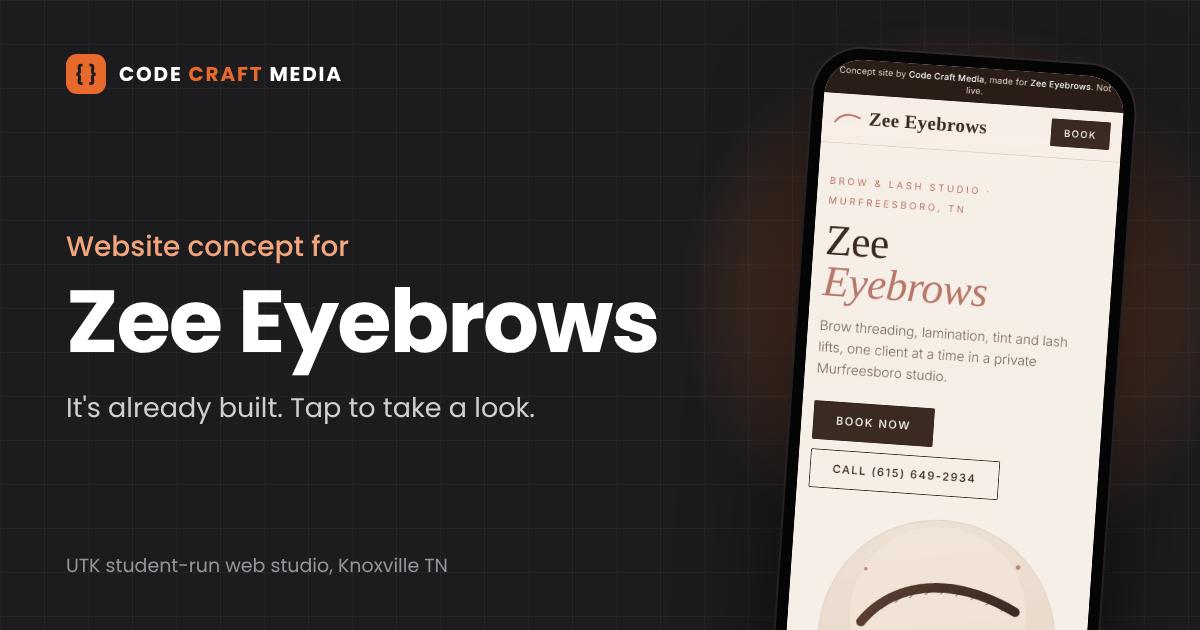 { } CODE CRAFT MEDIA
Website concept for
Zee Eyebrows
It's already built. Tap to take a look.
UTK student-run web studio, Knoxville TN
Concept site by Code Craft Media, made for Zee Eyebrows. Not
live.
Zee Eyebrows
BOOK
BROW & LASH STUDIO ·
MURFREESBORO, TN
Zee
Eyebrows
Brow threading, lamination, tint and lash
lifts, one client at a time in a private
Murfreesboro studio.
BOOK NOW
CALL (615) 649-2934